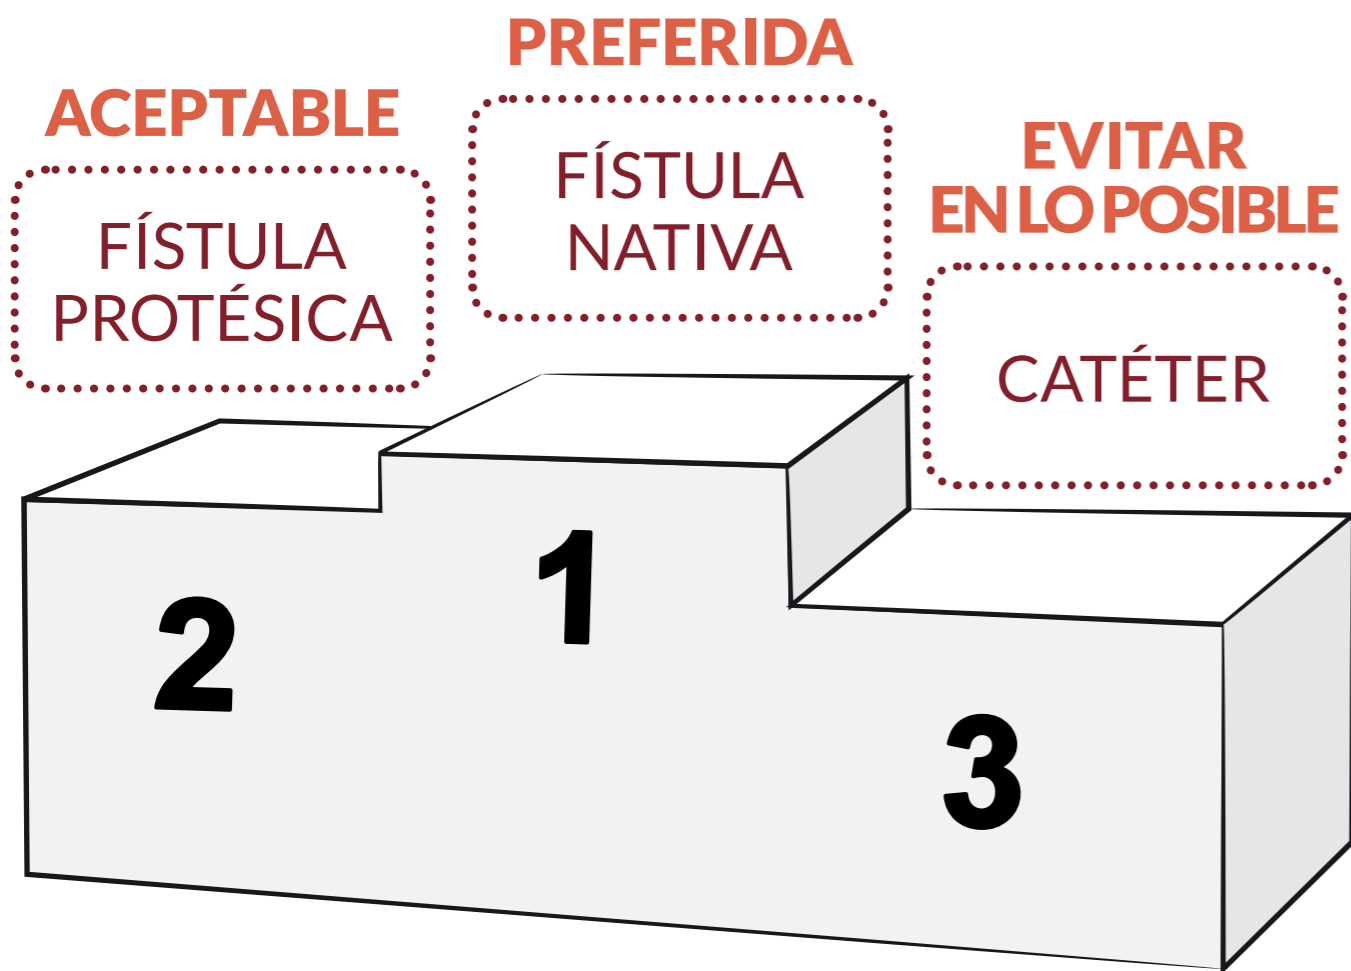 PREFERIDA
FÍSTULA
NATIVA
ACEPTABLE
FÍSTULA
PROTÉSICA
EVITAR
EN LO POSIBLE
CATÉTER
1
2
3